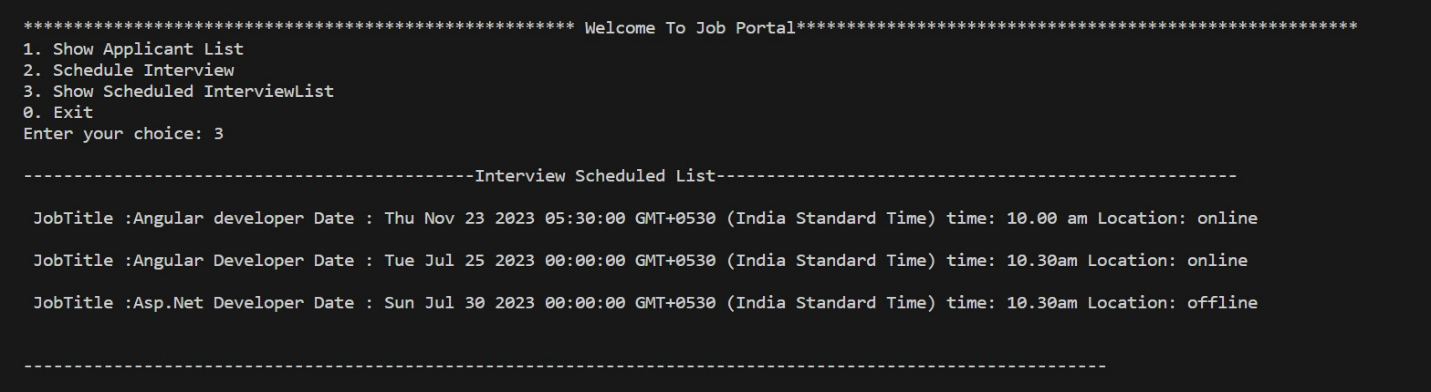 ******************************************************* Welcome To Job Portal********************************************************
1. Show Applicant List
2. Schedule Interview
3. Show Scheduled InterviewList
0. Exit
Enter your choice: 3
---------------------------------------------Interview Scheduled List----------------------------------------------------
JobTitle :Angular developer Date : Thu Nov 23 2023 05:30:00 GMT+0530 (India Standard Time) time: 10.00 am Location: online
JobTitle :Angular Developer Date : Tue Jul 25 2023 00:00:00 GMT+0530 (India Standard Time) time: 10.30am Location: online
JobTitle :Asp.Net Developer Date : Sun Jul 30 2023 00:00:00 GMT+0530 (India Standard Time) time: 10.30am Location: offline
------------------------------------------------------------------------------------------------------------